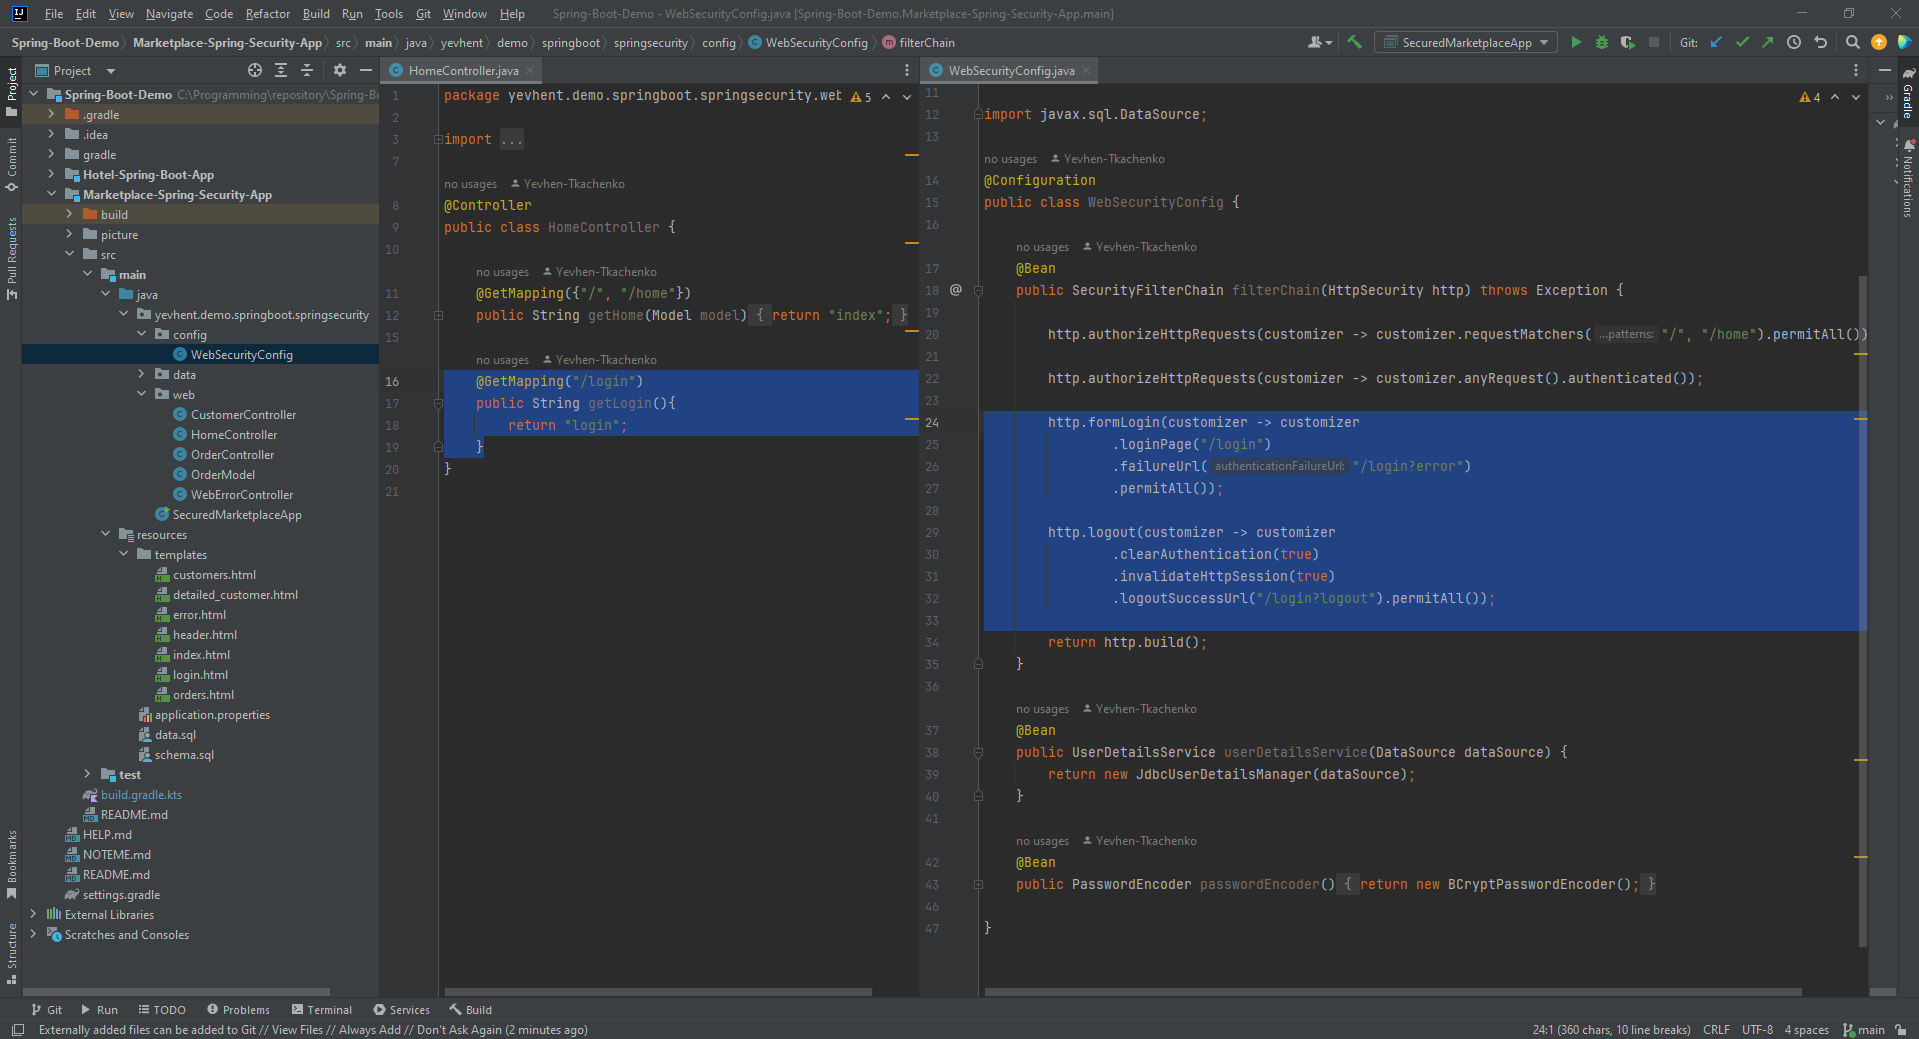 File Edit View Navigate Code Refactor Build Run Tools Git Window Help Spring-Boot-Demo - WebSecurityConfig.java [Spring-Boot-Demo.Marketplace-Spring-Security-App.main]
Spring-Boot-Demo Marketplace-Spring-Security-App src main java yevhent demo springboot springsecurity config WebSecurityConfig filterChain SecuredMarketplaceApp Git:
Project
Project
Commit
Pull Requests
Bookmarks
Structure
Spring-Boot-Demo C:\Programming\repository\Spring-B
.gradle
.idea
gradle
Hotel-Spring-Boot-App
Marketplace-Spring-Security-App
build
picture
src
main
java
yevhent.demo.springboot.springsecurity
config
WebSecurityConfig
data
web
CustomerController
HomeController
OrderController
OrderModel
WebErrorController
SecuredMarketplaceApp
resources
templates
customers.html
detailed_customer.html
error.html
header.html
index.html
login.html
orders.html
application.properties
data.sql
schema.sql
test
build.gradle.kts
README.md
HELP.md
NOTEME.md
README.md
settings.gradle
External Libraries
Scratches and Consoles
HomeController.java
5
1 package yevhent.demo.springboot.springsecurity.web
2
3 import ...
7
no usages Yevhen-Tkachenko
8 @Controller
9 public class HomeController {
10
no usages Yevhen-Tkachenko
11 @GetMapping({"/", "/home"})
12 public String getHome(Model model) { return "index"; }
15
no usages Yevhen-Tkachenko
16 @GetMapping("/login")
17 public String getLogin(){
18 return "login";
19 }
20 }
21
WebSecurityConfig.java
4
11
12 import javax.sql.DataSource;
13
no usages Yevhen-Tkachenko
14 @Configuration
15 public class WebSecurityConfig {
16
no usages Yevhen-Tkachenko
17 @Bean
18 @ public SecurityFilterChain filterChain(HttpSecurity http) throws Exception {
19
20 http.authorizeHttpRequests(customizer -> customizer.requestMatchers( ...patterns: "/", "/home").permitAll())
21
22 http.authorizeHttpRequests(customizer -> customizer.anyRequest().authenticated());
23
24 http.formLogin(customizer -> customizer
25 .loginPage("/login")
26 .failureUrl( authenticationFailureUrl: "/login?error")
27 .permitAll());
28
29 http.logout(customizer -> customizer
30 .clearAuthentication(true)
31 .invalidateHttpSession(true)
32 .logoutSuccessUrl("/login?logout").permitAll());
33
34 return http.build();
35 }
36
no usages Yevhen-Tkachenko
37 @Bean
38 public UserDetailsService userDetailsService(DataSource dataSource) {
39 return new JdbcUserDetailsManager(dataSource);
40 }
41
no usages Yevhen-Tkachenko
42 @Bean
43 public PasswordEncoder passwordEncoder() { return new BCryptPasswordEncoder(); }
46
47 }
Gradle
Notifications
Git Run TODO Problems Terminal Services Build
Externally added files can be added to Git // View Files // Always Add // Don't Ask Again (2 minutes ago) 24:1 (360 chars, 10 line breaks) CRLF UTF-8 4 spaces main